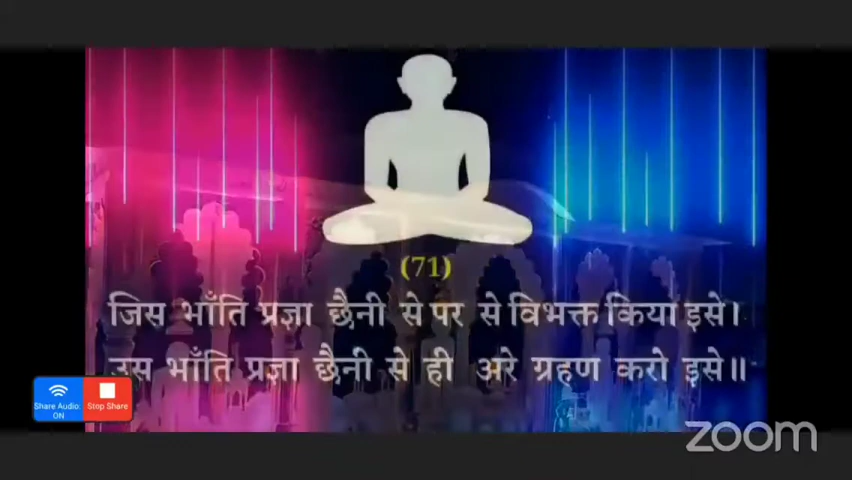 (71)
जिस भाँति प्रज्ञा छैनी से पर से विभक्त किया इसे।
उस भाँति प्रज्ञा छैनी से ही अरे ग्रहण करो इसे॥
Share Audio: ON
Stop Share
zoom